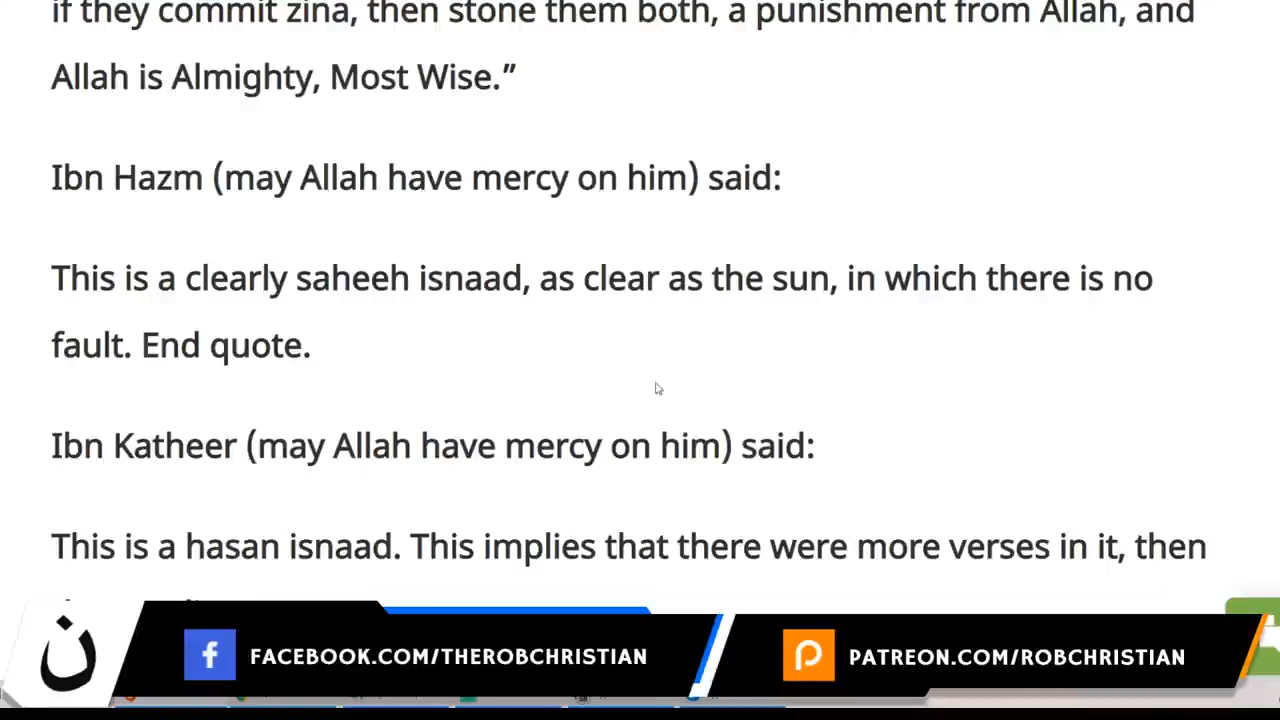 if they commit zina, then stone them both, a punishment from Allah, and
Allah is Almighty, Most Wise.”
Ibn Hazm (may Allah have mercy on him) said:
This is a clearly saheeh isnaad, as clear as the sun, in which there is no
fault. End quote.
Ibn Katheer (may Allah have mercy on him) said:
This is a hasan isnaad. This implies that there were more verses in it, then
ن
FACEBOOK.COM/THEROBCHRISTIAN
PATREON.COM/ROBCHRISTIAN